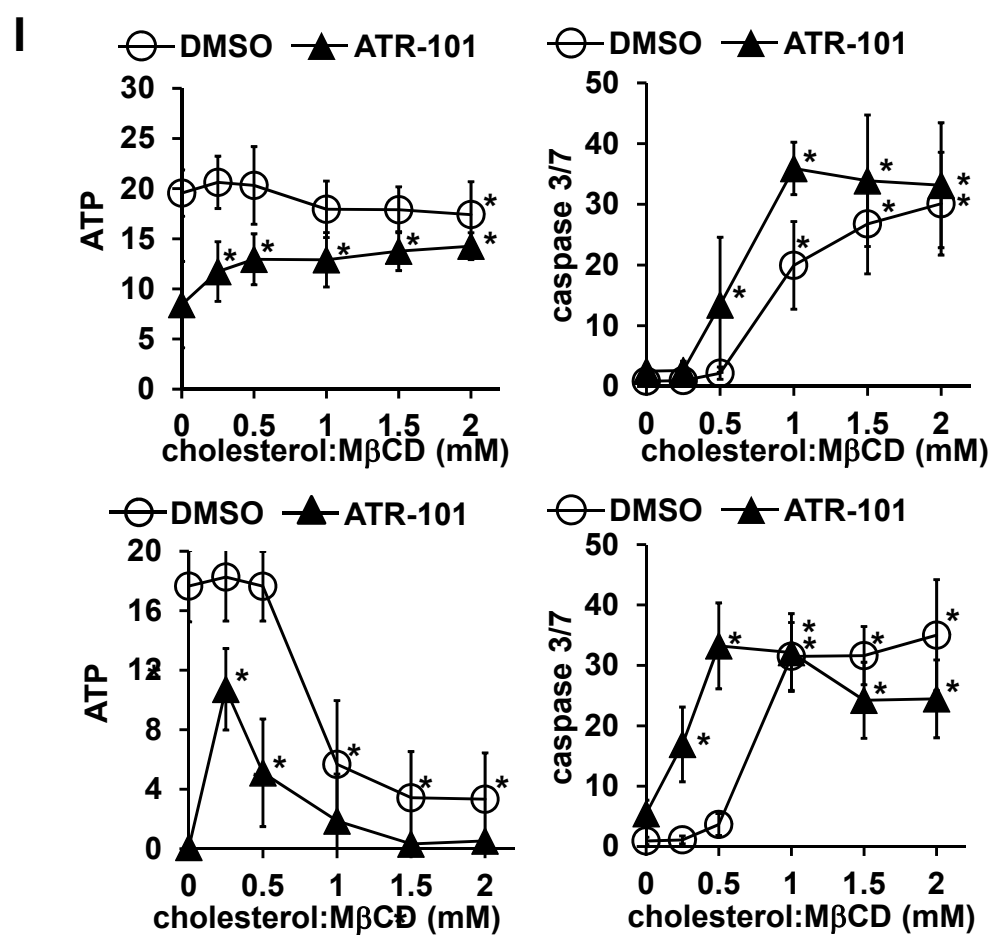 I
DMSO ATR-101
ATP
30
25
20
15
10
5
0
* * * * * *
0 0.5 1 1.5 2
cholesterol:MβCD (mM)
DMSO ATR-101
caspase 3/7
50
40
30
20
10
0
* * * * * * *
0 0.5 1 1.5 2
cholesterol:MβCD (mM)
DMSO ATR-101
ATP
20
16
12
8
4
0
* * * * *
0 0.5 1 1.5 2
cholesterol:MβCD (mM)
DMSO ATR-101
caspase 3/7
50
40
30
20
10
0
* * * * * * * *
0 0.5 1 1.5 2
cholesterol:MβCD (mM)